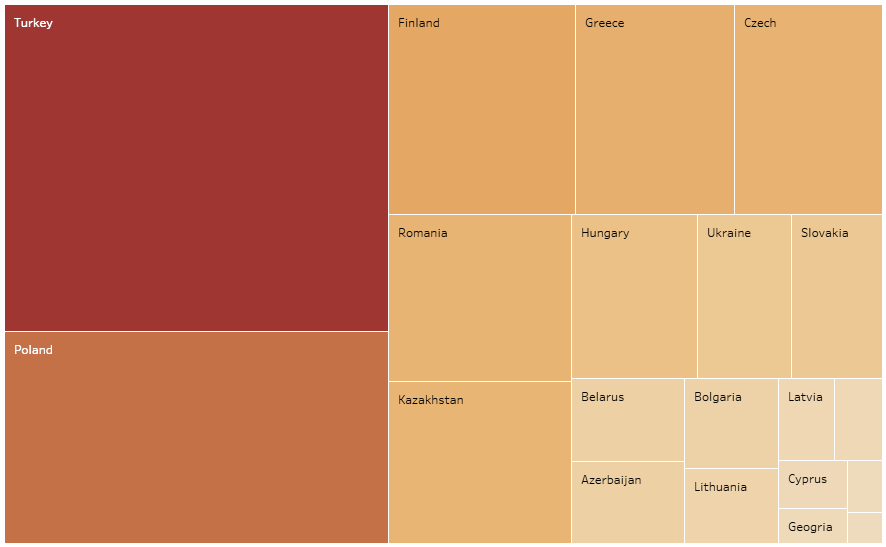 Turkey
Finland
Greece
Czech
Romania
Hungary
Ukraine
Slovakia
Poland
Kazakhstan
Belarus
Bolgaria
Latvia
Azerbaijan
Lithuania
Cyprus
Geogria